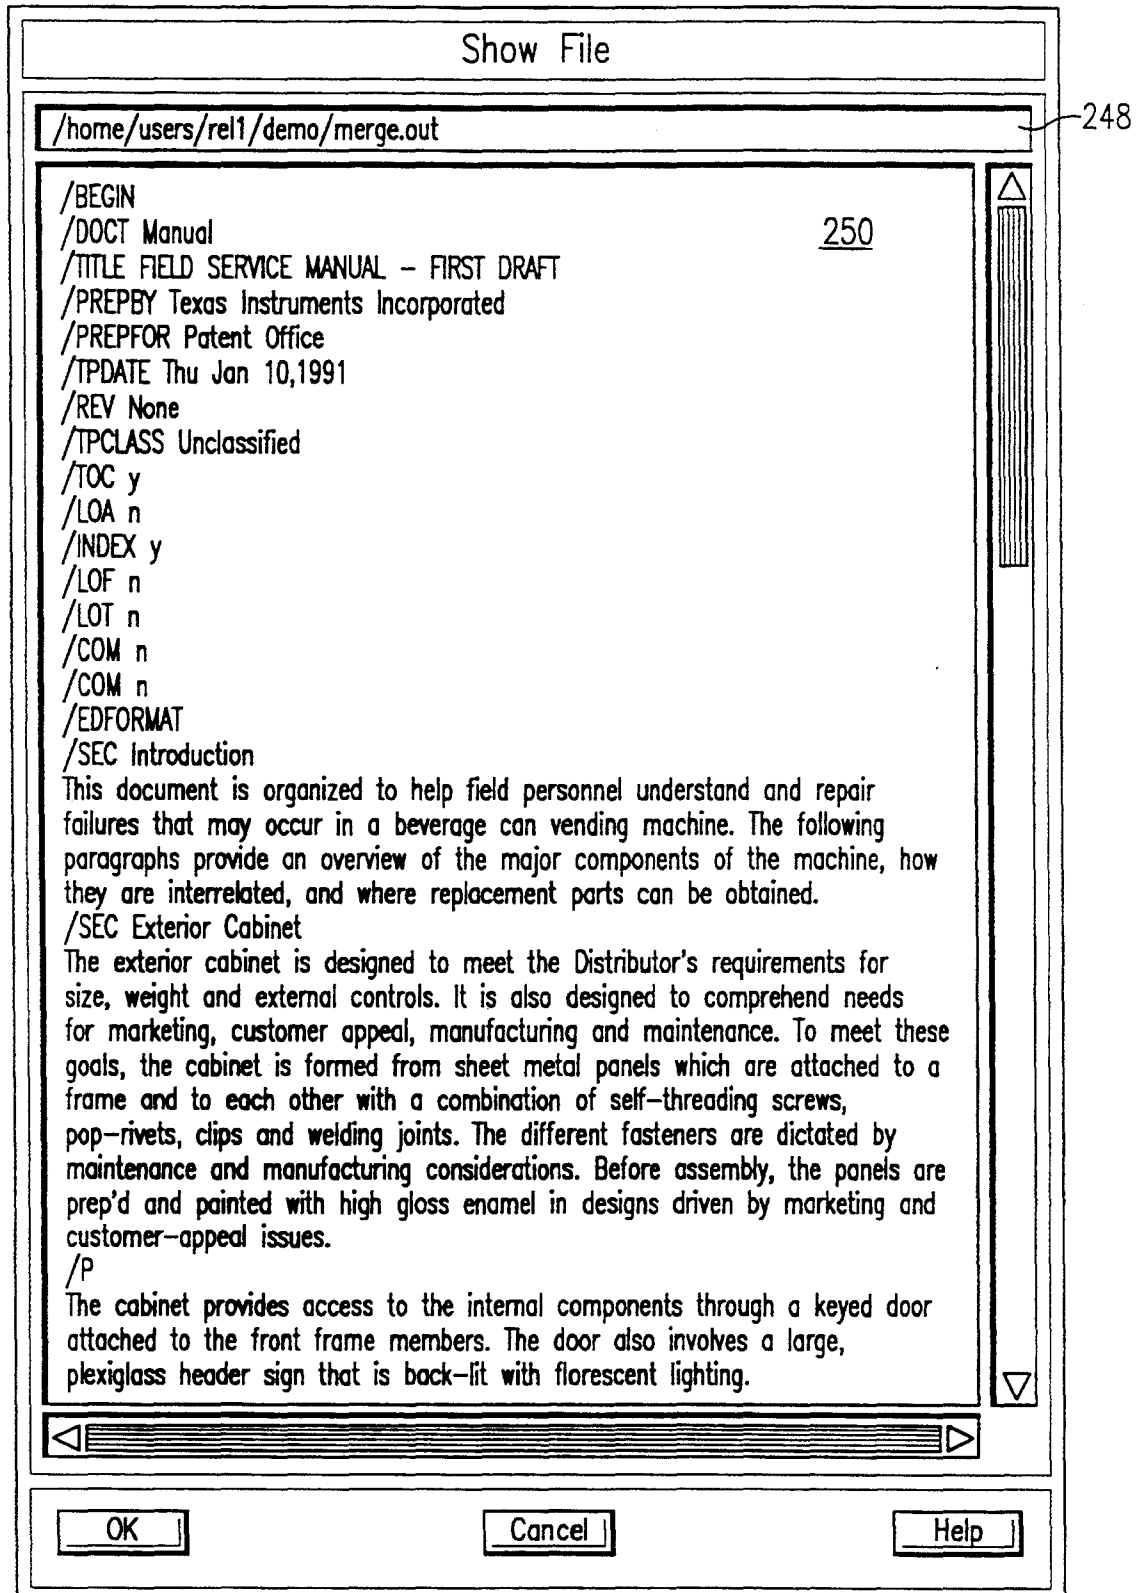 Show File
/home/users/rel1/demo/merge.out
248
/BEGIN
/DOCT Manual
250
/TITLE FIELD SERVICE MANUAL – FIRST DRAFT
/PREPBY Texas Instruments Incorporated
/PREPFOR Patent Office
/TPDATE Thu Jan 10,1991
/REV None
/TPCLASS Unclassified
/TOC y
/LOA n
/INDEX y
/LOF n
/LOT n
/COM n
/COM n
/EDFORMAT
/SEC Introduction
This document is organized to help field personnel understand and repair
failures that may occur in a beverage can vending machine. The following
paragraphs provide an overview of the major components of the machine, how
they are interrelated, and where replacement parts can be obtained.
/SEC Exterior Cabinet
The exterior cabinet is designed to meet the Distributor's requirements for
size, weight and external controls. It is also designed to comprehend needs
for marketing, customer appeal, manufacturing and maintenance. To meet these
goals, the cabinet is formed from sheet metal panels which are attached to a
frame and to each other with a combination of self–threading screws,
pop–rivets, clips and welding joints. The different fasteners are dictated by
maintenance and manufacturing considerations. Before assembly, the panels are
prep'd and painted with high gloss enamel in designs driven by marketing and
customer–appeal issues.
/P
The cabinet provides access to the internal components through a keyed door
attached to the front frame members. The door also involves a large,
plexiglass header sign that is back–lit with florescent lighting.
OK
Cancel
Help